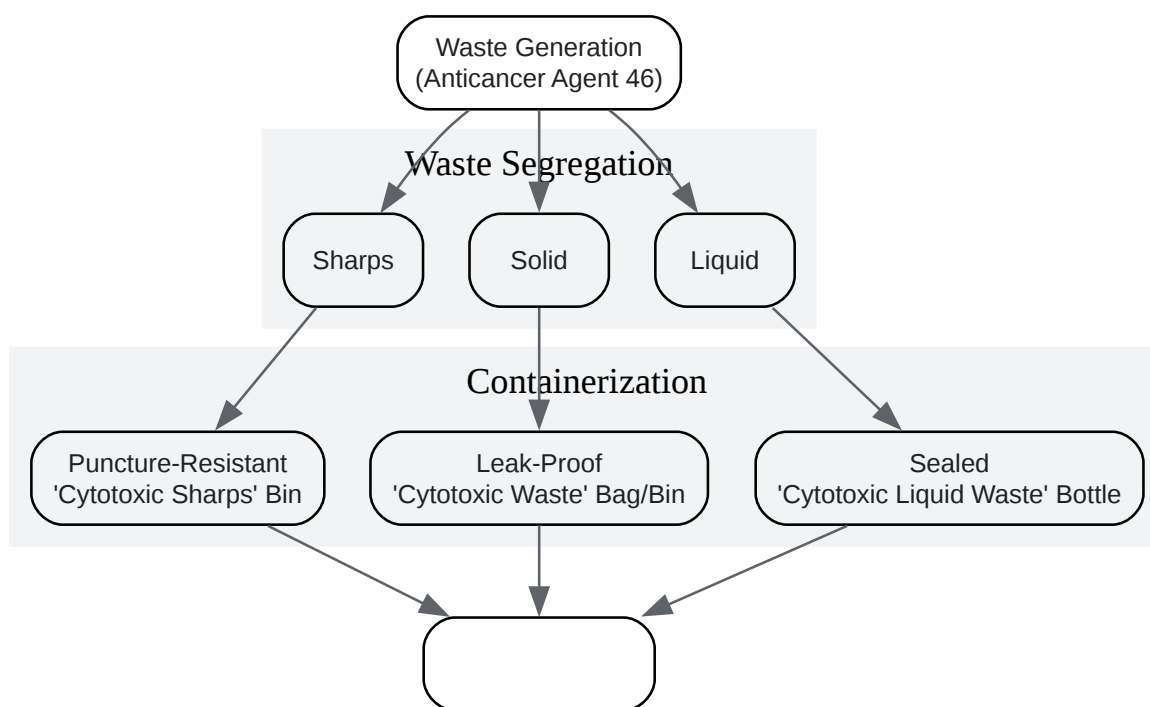 Waste Generation
(Anticancer Agent 46)
Waste Segregation
Sharps
Solid
Liquid
Containerization
Puncture-Resistant
'Cytotoxic Sharps' Bin
Leak-Proof
'Cytotoxic Waste' Bag/Bin
Sealed
'Cytotoxic Liquid Waste' Bottle